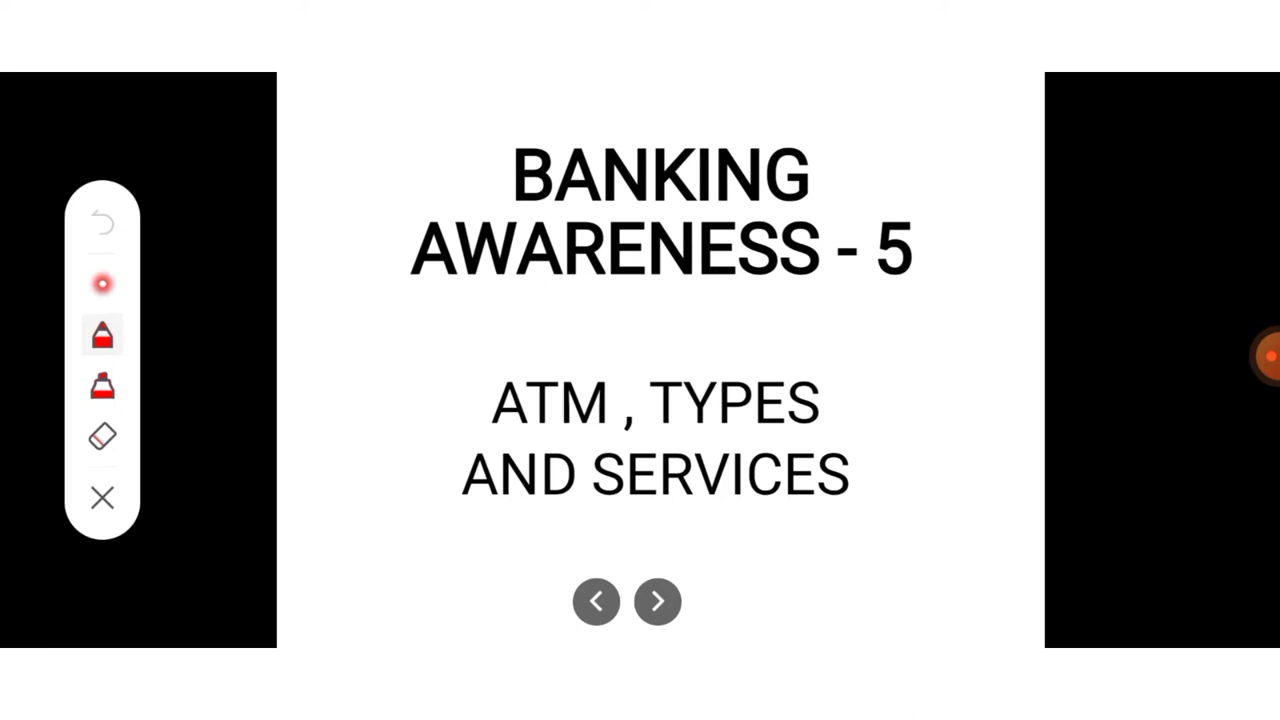 BANKING
AWARENESS - 5
ATM , TYPES
AND SERVICES